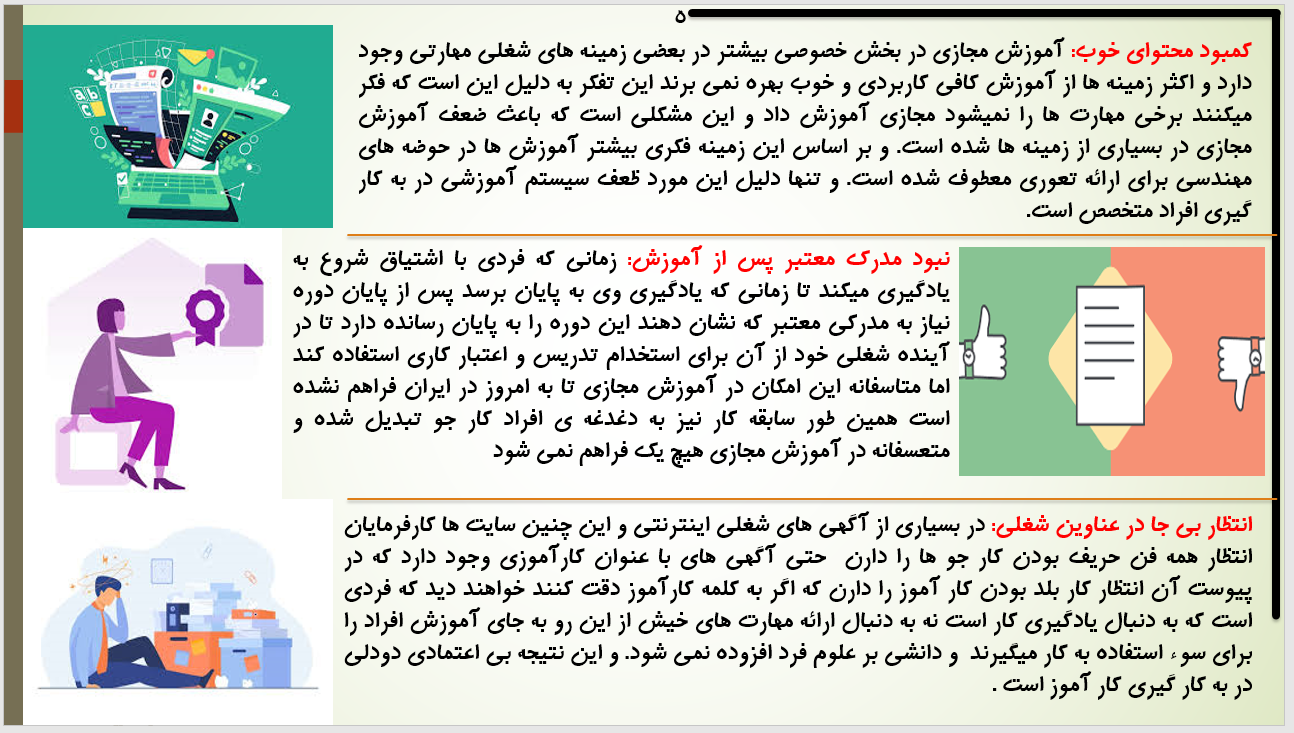 ۵
کمبود محتوای خوب: آموزش مجازی در بخش خصوصی بیشتر در بعضی زمینه های شغلی مهارتی وجود
دارد و اکثر زمینه ها از آموزش کافی کاربردی و خوب بهره نمی برند این تفکر به دلیل این است که فکر
میکنند برخی مهارت ها را نمیشود مجازی آموزش داد و این مشکلی است که باعث ضعف آموزش
مجازی در بسیاری از زمینه ها شده است. و بر اساس این زمینه فکری بیشتر آموزش ها در حوضه های
مهندسی برای ارائه تعوری معطوف شده است. و تنها دلیل این مورد ظعف سیستم آموزشی در به کار
گیری افراد متخصص است.
نبود مدرک معتبر پس از آموزش: زمانی که فردی با اشتیاق شروع به
یادگیری میکند تا زمانی که یادگیری وی به پایان برسد پس از پایان دوره
نیاز به مدرکی معتبر که نشان دهند این دوره را به پایان رسانده دارد تا در
آینده شغلی خود از آن برای استخدام تدریس و اعتبار کاری استفاده کند
اما متاسفانه این امکان در آموزش مجازی تا به امروز در ایران فراهم نشده
است همین طور سابقه کار نیز به دغدغه ی افراد کار جو تبدیل شده و
متعسفانه در آموزش مجازی هیچ یک فراهم نمی شود
انتظار بی جا در عناوین شغلی: در بسیاری از آگهی های شغلی اینترنتی و این چنین سایت ها کارفرمایان
انتظار همه فن حریف بودن کار جو ها را دارن حتی آگهی های با عنوان کارآموزی وجود دارد که در
پیوست آن انتظار کار بلد بودن کار آموز را دارن که اگر به کلمه کارآموز دقت کنند خواهند دید که فردی
است که به دنبال یادگیری کار است نه به دنبال ارائه مهارت های خیش از این رو به جای آموزش افراد را
برای سوء استفاده به کار میگیرند و دانشی بر علوم فرد افزوده نمی شود. و این نتیجه بی اعتمادی دودلی
در به کار گیری کار آموز است .
a b
c